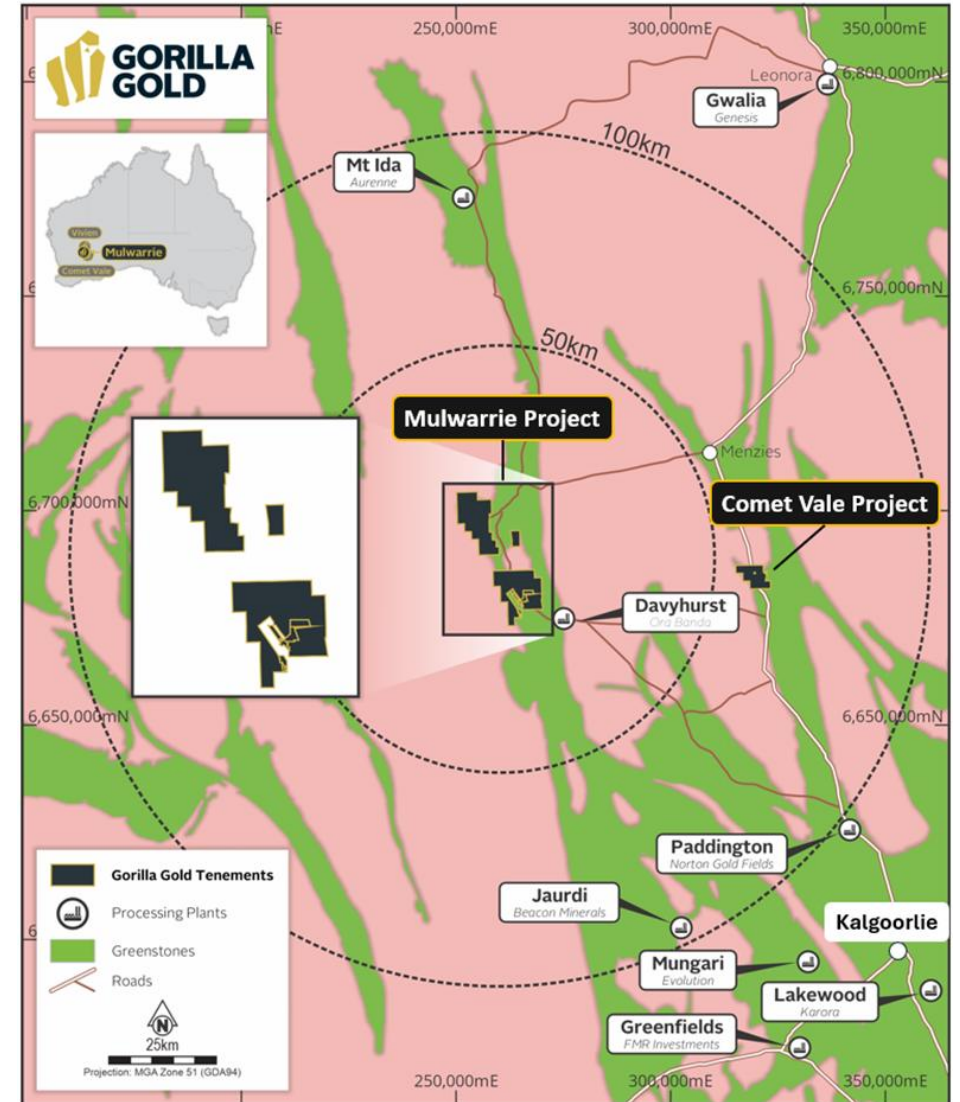 GORILLA
GOLD
E
250,000mE
300,000mE
350,000mE
6
Leonora
6,800,000mN
Gwalia
Genesis
100km
Mt Ida
Aurenne
Vivien
Mulwarrie
Comet Vale
6
6,750,000mN
50km
Mulwarrie Project
Menzies
6,700,000mN
Comet Vale Project
Davyhurst
Ora Banda
6,650,000mN
6,650,000mN
Paddington
Norton Gold Fields
Jaurdi
Beacon Minerals
Kalgoorlie
6
Mungari
Evolution
Lakewood
Karora
Greenfields
FMR Investments
Gorilla Gold Tenements
Processing Plants
Greenstones
Roads
N
25km
Projection: MGA Zone 51 (GDA94)
250,000mE
300,000mE
350,000mE